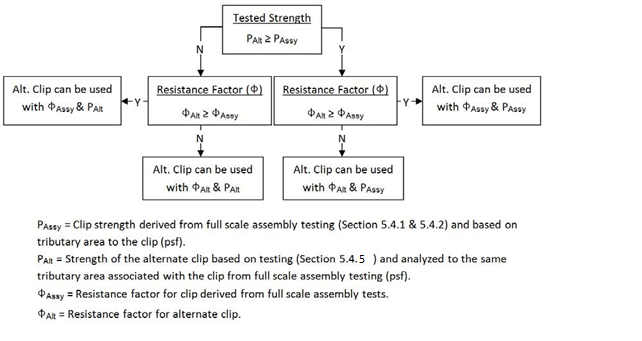 Tested Strength
PAlt ≥ PAssy
N
Y
Alt. Clip can be used
with ΦAssy & PAlt
Y
Resistance Factor (Φ)
ΦAlt ≥ ΦAssy
Resistance Factor (Φ)
ΦAlt ≥ ΦAssy
Y
Alt. Clip can be used
with ΦAssy & PAssy
N
N
Alt. Clip can be used
with ΦAlt & PAlt
Alt. Clip can be used
with ΦAlt & PAssy
PAssy = Clip strength derived from full scale assembly testing (Section 5.4.1 & 5.4.2) and based on
tributary area to the clip (psf).
PAlt = Strength of the alternate clip based on testing (Section 5.4.5 ) and analyzed to the same
tributary area associated with the clip from full scale assembly testing (psf).
ΦAssy = Resistance factor for clip derived from full scale assembly tests.
ΦAlt = Resistance factor for alternate clip.